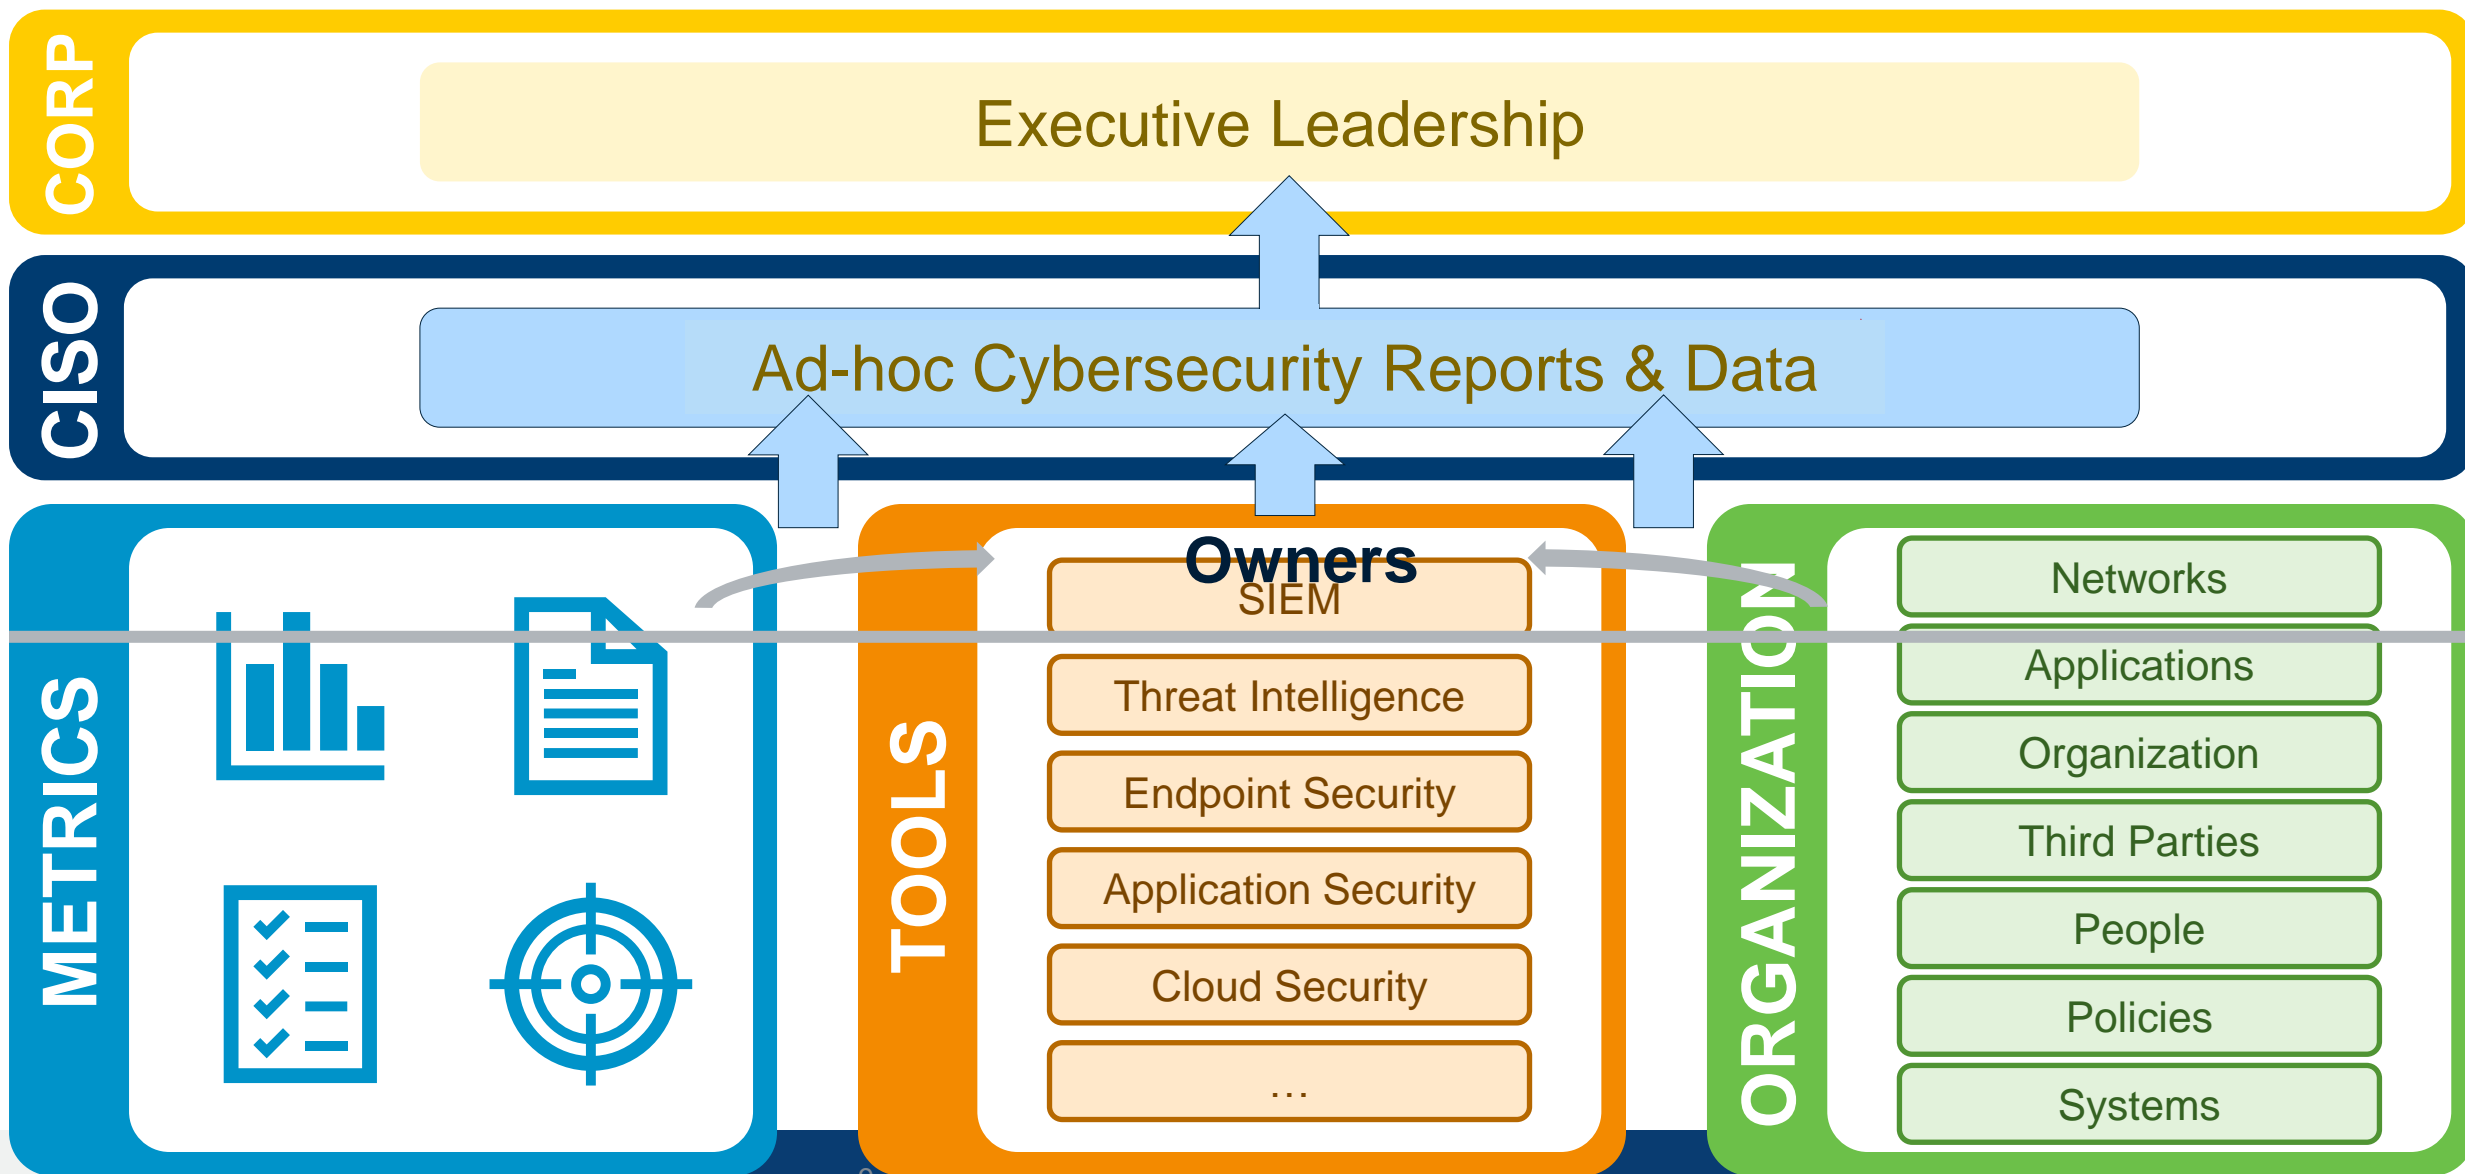 CORP
Executive Leadership
CISO
Ad-hoc Cybersecurity Reports & Data
METRICS
TOOLS
Owners
SIEM
Threat Intelligence
Endpoint Security
Application Security
Cloud Security
…
ORGANIZATION
Networks
Applications
Organization
Third Parties
People
Policies
Systems